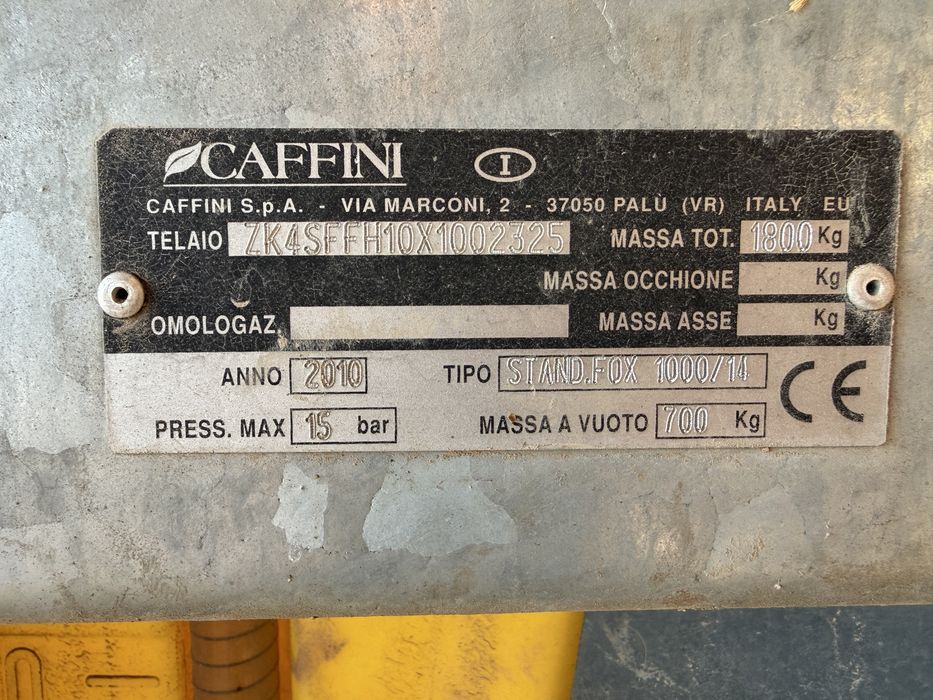 CAFFINI I
CAFFINI S.p.A. - VIA MARCONI, 2 - 37050 PALÙ (VR) ITALY EU
TELAIO ZK4SFFH10X1002325 MASSA TOT. 1800 Kg
MASSA OCCHIONE Kg
OMOLOGAZ. MASSA ASSE Kg
ANNO 2010 TIPO STAND.FOX 1000/14 CE
PRESS. MAX 15 bar MASSA A VUOTO 700 Kg